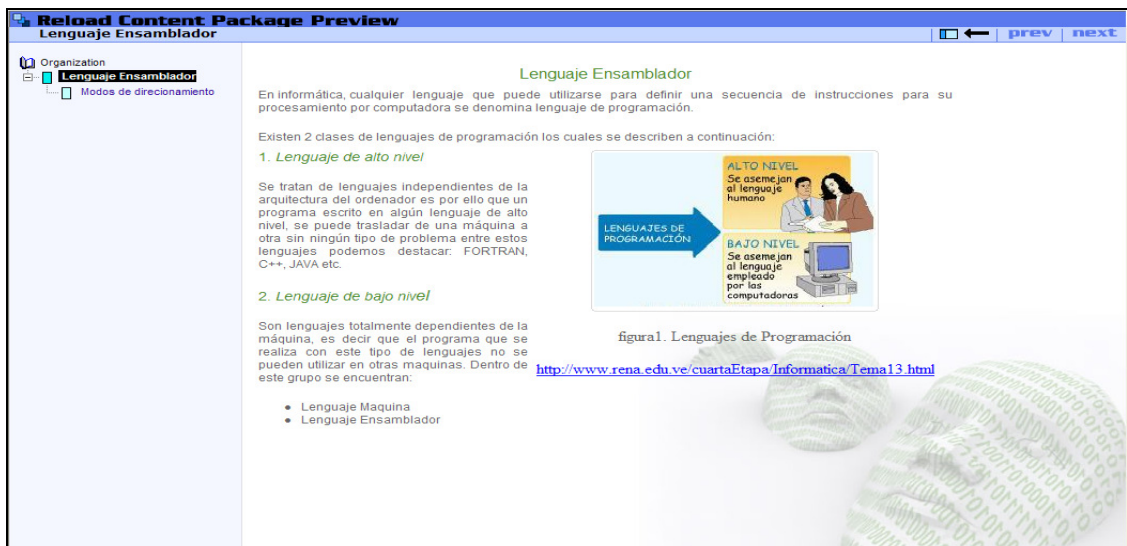 Reload Content Package Preview
Lenguaje Ensamblador
prev next
Organization
Lenguaje Ensamblador
Modos de direcionamiento
Lenguaje Ensamblador
En informática, cualquier lenguaje que puede utilizarse para definir una secuencia de instrucciones para su
procesamiento por computadora se denomina lenguaje de programación.
Existen 2 clases de lenguajes de programación los cuales se describen a continuación:
1. Lenguaje de alto nivel
Se tratan de lenguajes independientes de la
arquitectura del ordenador es por ello que un
programa escrito en algún lenguaje de alto
nivel, se puede trasladar de una máquina a
otra sin ningún tipo de problema entre estos
lenguajes podemos destacar: FORTRAN,
C++, JAVA etc.
2. Lenguaje de bajo nivel
Son lenguajes totalmente dependientes de la
máquina, es decir que el programa que se
realiza con este tipo de lenguajes no se
pueden utilizar en otras maquinas. Dentro de
este grupo se encuentran:
• Lenguaje Maquina
• Lenguaje Ensamblador
LENGUAJES DE
PROGRAMACIÓN
ALTO NIVEL
Se asemejan
al lenguaje
humano
BAJO NIVEL
Se asemejan
al lenguaje
empleado
por las
computadoras
figura1. Lenguajes de Programación
http://www.rena.edu.ve/cuartaEtapa/Informatica/Tema13.html